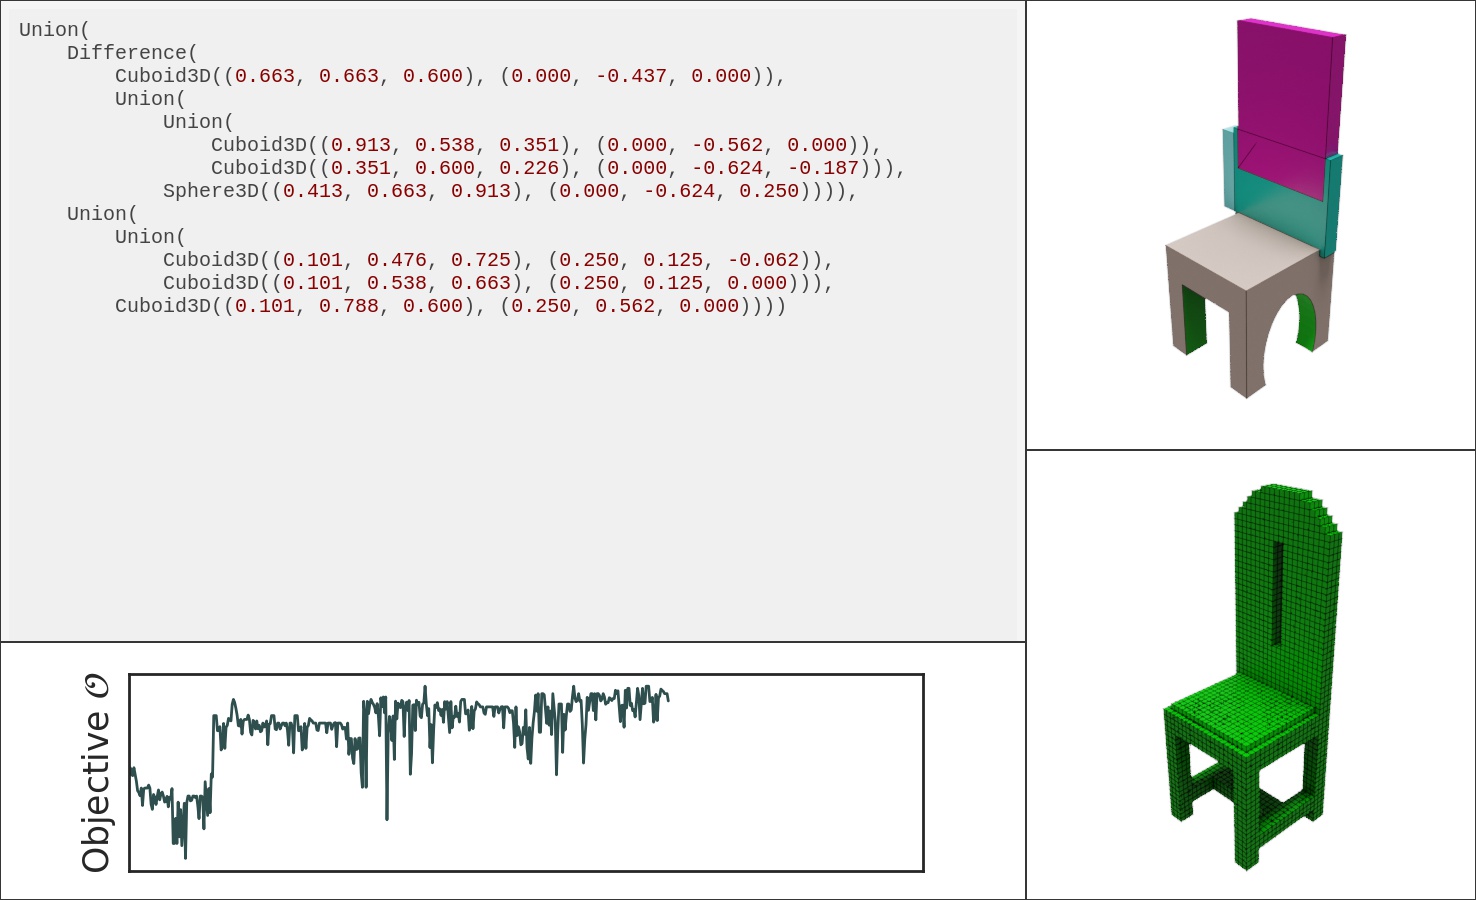 Union(
    Difference(
        Cuboid3D((0.663, 0.663, 0.600), (0.000, -0.437, 0.000)),
        Union(
            Union(
                Cuboid3D((0.913, 0.538, 0.351), (0.000, -0.562, 0.000)),
                Cuboid3D((0.351, 0.600, 0.226), (0.000, -0.624, -0.187))),
            Sphere3D((0.413, 0.663, 0.913), (0.000, -0.624, 0.250)))),
    Union(
        Union(
            Cuboid3D((0.101, 0.476, 0.725), (0.250, 0.125, -0.062)),
            Cuboid3D((0.101, 0.538, 0.663), (0.250, 0.125, 0.000))),
        Cuboid3D((0.101, 0.788, 0.600), (0.250, 0.562, 0.000))))
Objective 𝒪